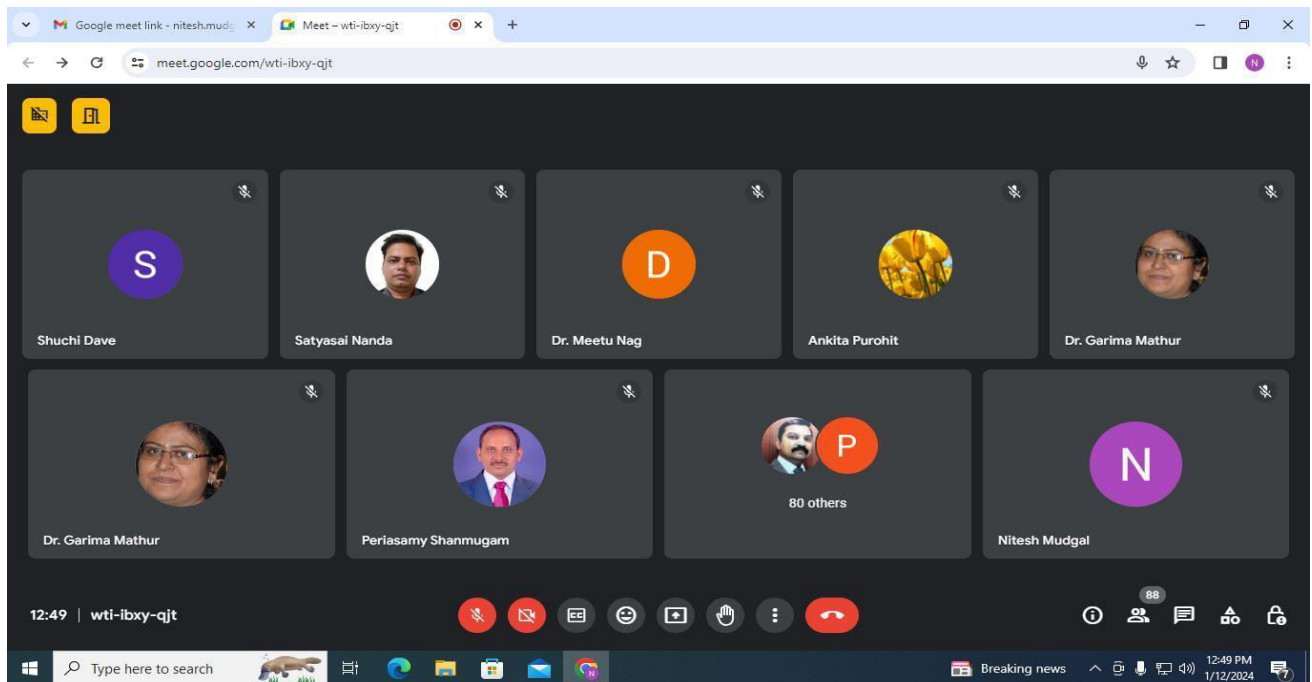 Google meet link - nitesh.mudg
Meet – wti-ibxy-qjt
meet.google.com/wti-ibxy-qjt
N
S
D
Shuchi Dave
Satyasai Nanda
Dr. Meetu Nag
Ankita Purohit
Dr. Garima Mathur
P
N
80 others
Dr. Garima Mathur
Periasamy Shanmugam
Nitesh Mudgal
88
12:49 | wti-ibxy-qjt
CC
Type here to search
Breaking news
12:49 PM
1/12/2024
7